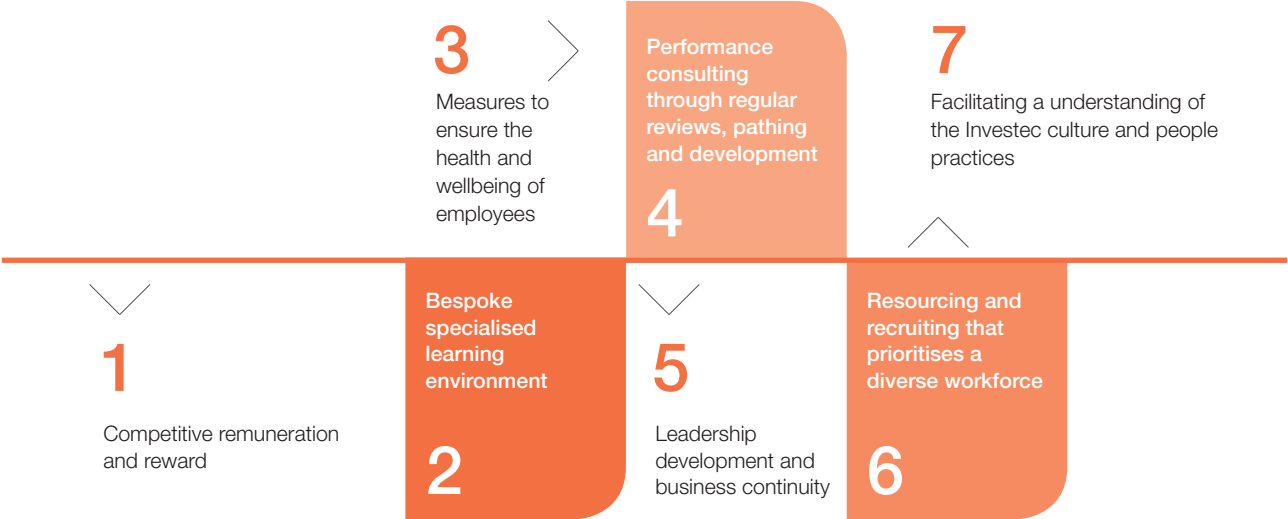 1
Competitive remuneration
and reward
Bespoke
specialised
learning
environment
2
3
Measures to
ensure the
health and
wellbeing of
employees
Performance
consulting
through regular
reviews, pathing
and development
4
5
Leadership
development and
business continuity
Resourcing and
recruiting that
prioritises a
diverse workforce
6
7
Facilitating a understanding of
the Investec culture and people
practices